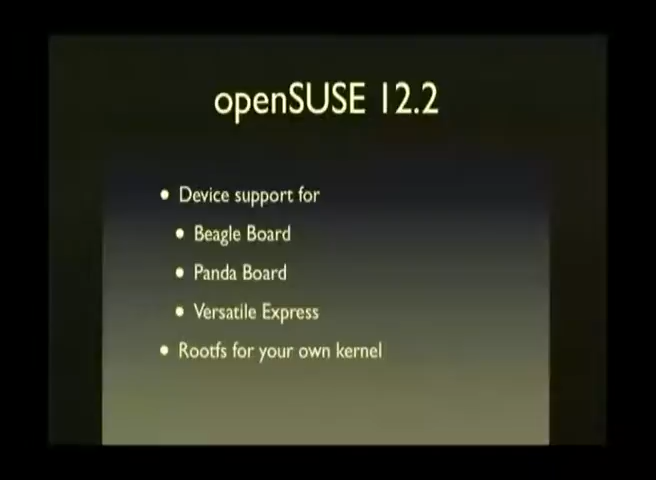 openSUSE 12.2
• Device support for
• Beagle Board
• Panda Board
• Versatile Express
• Rootfs for your own kernel